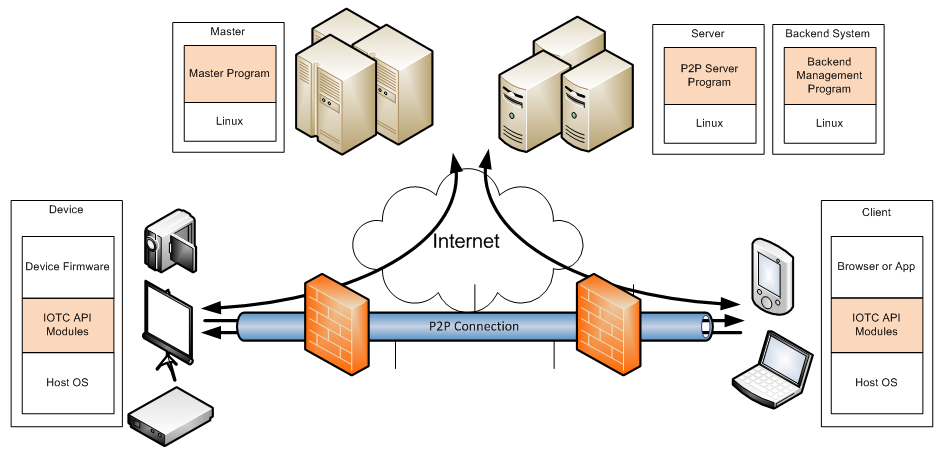 Master
Master Program
Linux
Server
P2P Server
Program
Linux
Backend System
Backend
Management
Program
Linux
Device
Device Firmware
IOTC API
Modules
Host OS
Internet
P2P Connection
Client
Browser or App
IOTC API
Modules
Host OS